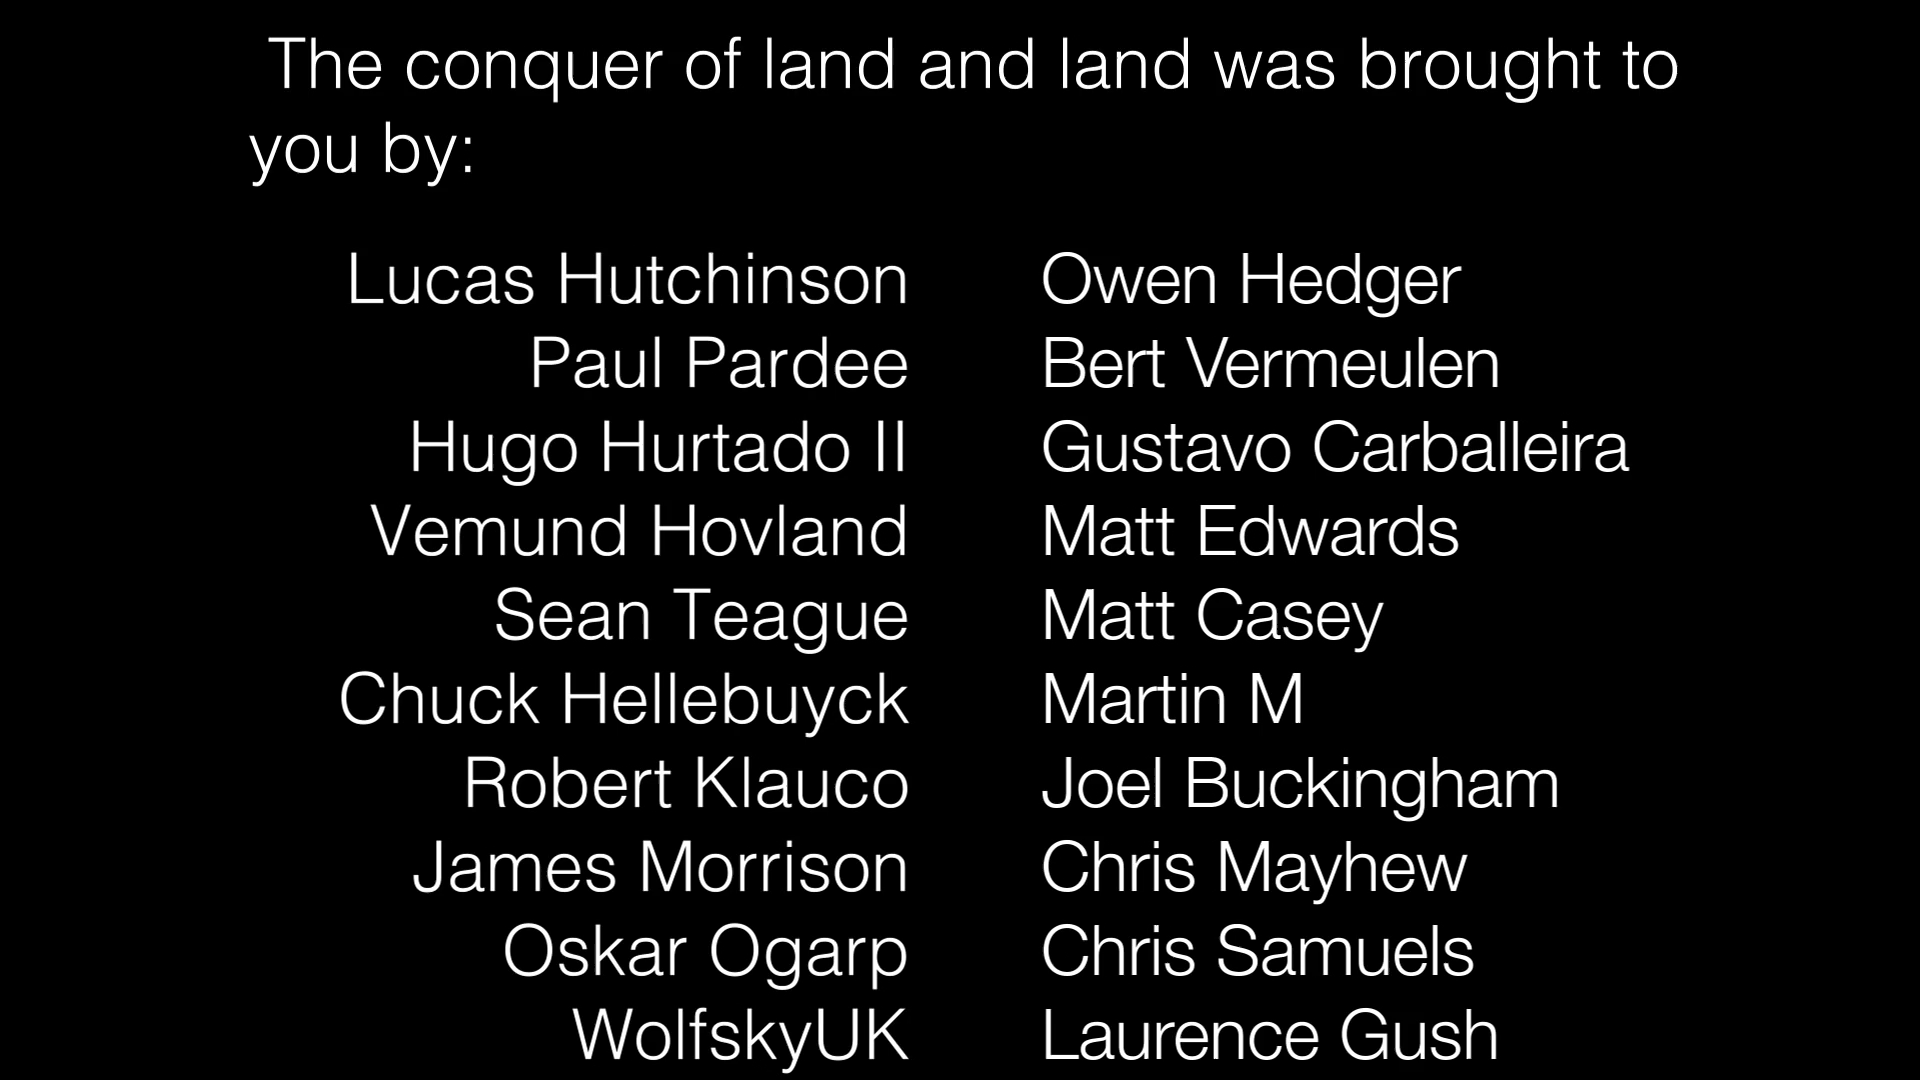 The conquer of land and land was brought to
you by:
Lucas Hutchinson Owen Hedger
Paul Pardee Bert Vermeulen
Hugo Hurtado II Gustavo Carballeira
Vemund Hovland Matt Edwards
Sean Teague Matt Casey
Chuck Hellebuyck Martin M
Robert Klauco Joel Buckingham
James Morrison Chris Mayhew
Oskar Ogarp Chris Samuels
WolfskyUK Laurence Gush